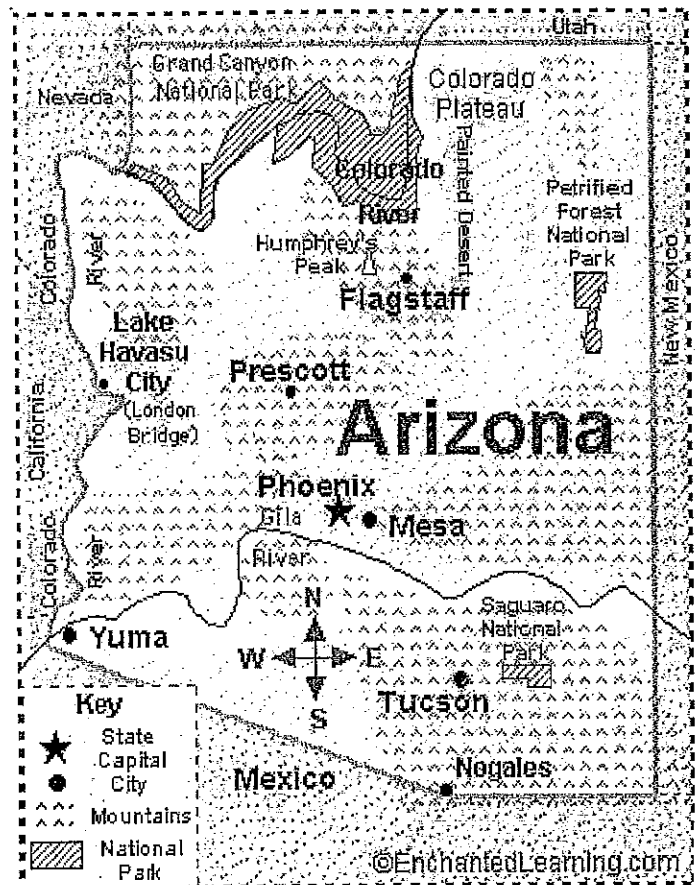 Utah
Grand Canyon
National Park
Nevada
Colorado
Plateau
Painted Desert
Colorado
River
Petrified
Forest
National
Park
New Mexico
Humphrey's
Peak
Flagstaff
Colorado
River
Lake
Havasu
City
(London
Bridge)
Prescott
Arizona
California
Phoenix
Gila
River
Mesa
Colorado
River
Yuma
N
W E
S
Saguaro
National
Park
Tucson
Mexico
Nogales
Key
State
Capital
City
Mountains
National
Park
©EnchantedLearning.com